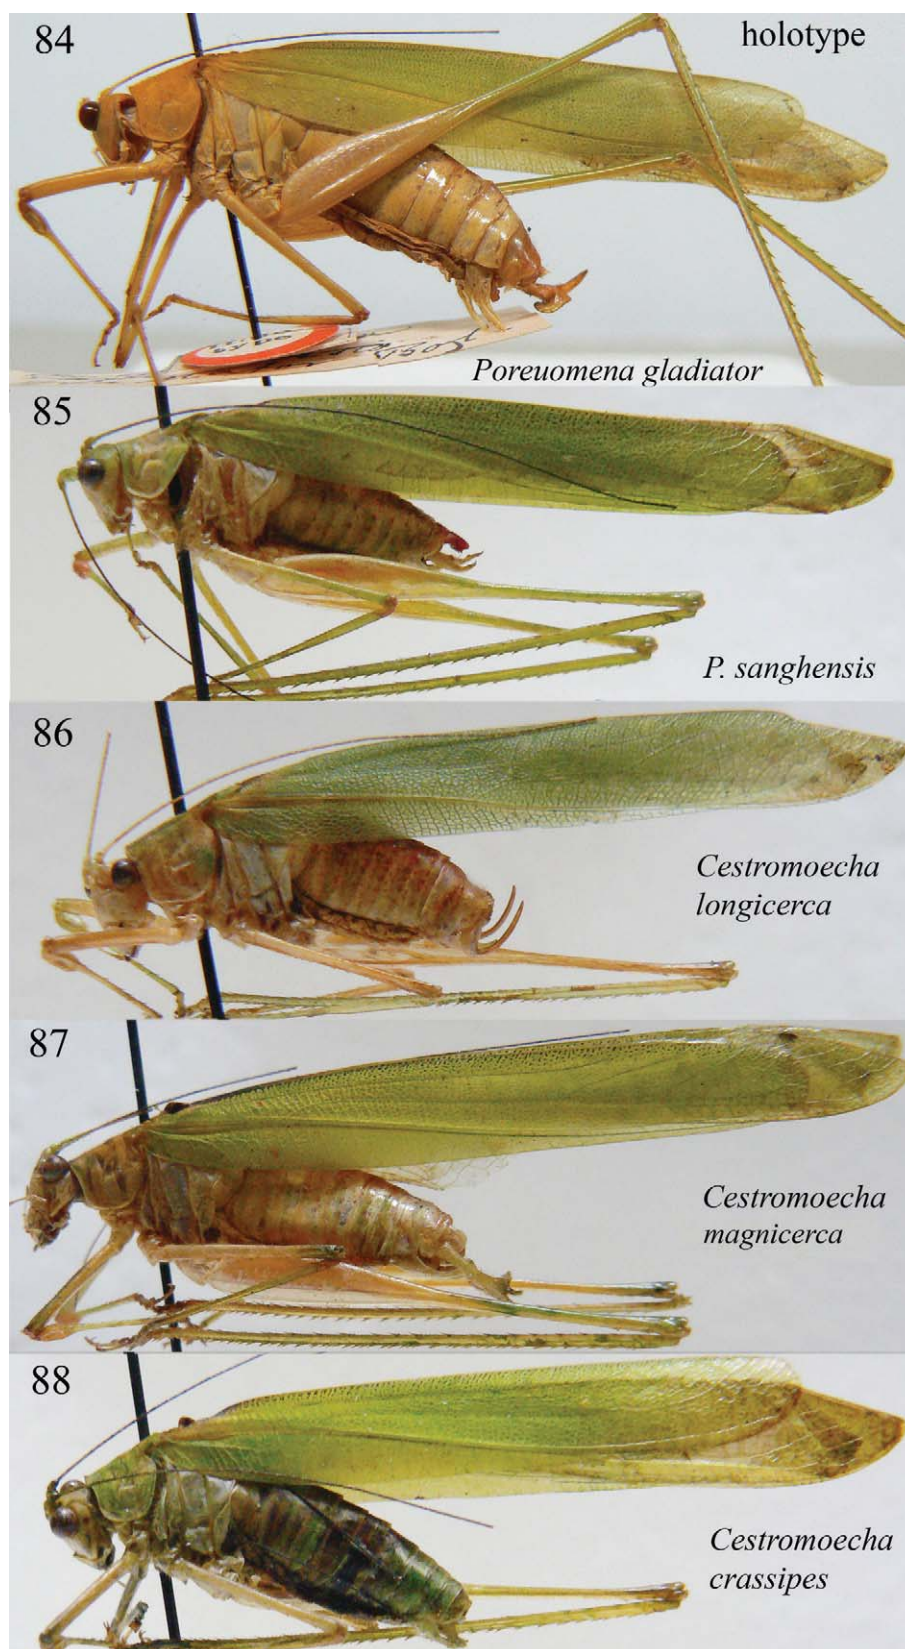 84
holotype
Poreuomena gladiator
85
P. sanghensis
86
Cestromoecha
longicerca
87
Cestromoecha
magnicerca
88
Cestromoecha
crassipes